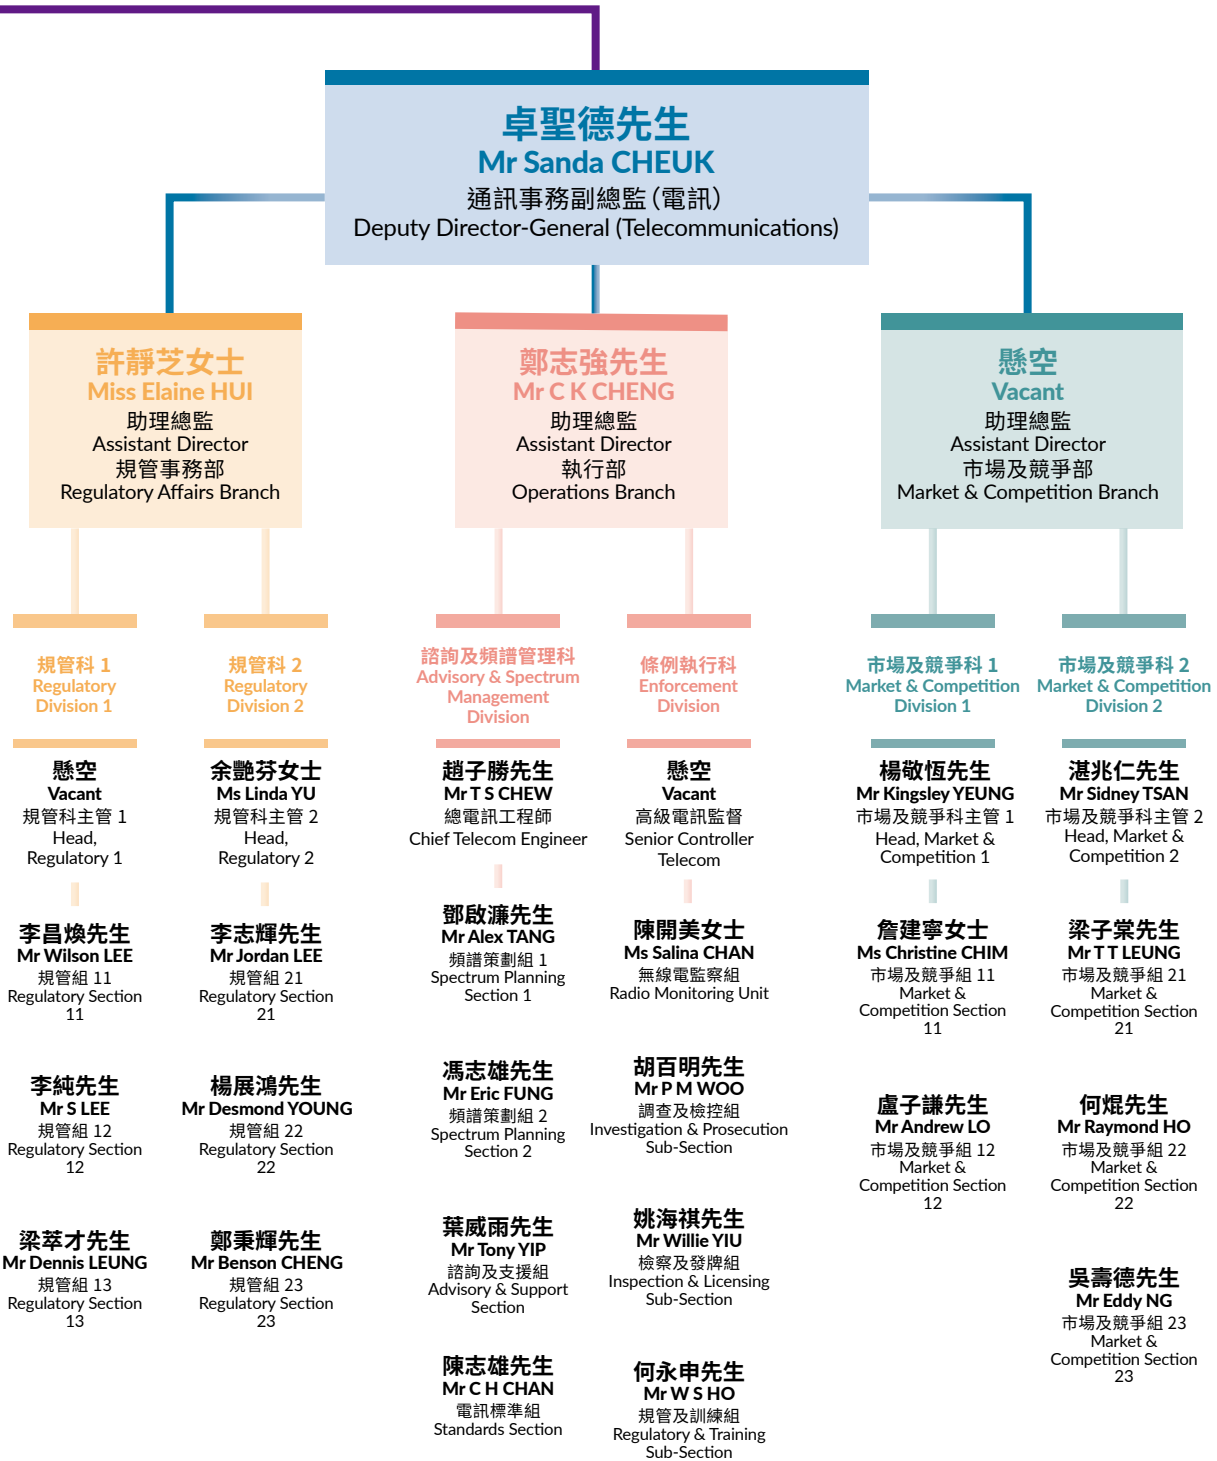 卓聖德先生
Mr Sanda CHEUK
通訊事務副總監（電訊）
Deputy Director-General (Telecommunications)
許靜芝女士
Miss Elaine HUI
助理總監
Assistant Director
規管事務部
Regulatory Affairs Branch
鄭志強先生
Mr C K CHENG
助理總監
Assistant Director
執行部
Operations Branch
懸空
Vacant
助理總監
Assistant Director
市場及競爭部
Market & Competition Branch
規管科 1
Regulatory
Division 1
懸空
Vacant
規管科主管 1
Head,
Regulatory 1
李昌煥先生
Mr Wilson LEE
規管組 11
Regulatory Section
11
李純先生
Mr S LEE
規管組 12
Regulatory Section
12
梁萃才先生
Mr Dennis LEUNG
規管組 13
Regulatory Section
13
規管科 2
Regulatory
Division 2
余艷芬女士
Ms Linda YU
規管科主管 2
Head,
Regulatory 2
李志輝先生
Mr Jordan LEE
規管組 21
Regulatory Section
21
楊展鴻先生
Mr Desmond YOUNG
規管組 22
Regulatory Section
22
鄭秉輝先生
Mr Benson CHENG
規管組 23
Regulatory Section
23
諮詢及頻譜管理科
Advisory & Spectrum
Management
Division
趙子勝先生
Mr T S CHEW
總電訊工程師
Chief Telecom Engineer
鄧啟濂先生
Mr Alex TANG
頻譜策劃組 1
Spectrum Planning
Section 1
馮志雄先生
Mr Eric FUNG
頻譜策劃組 2
Spectrum Planning
Section 2
葉威雨先生
Mr Tony YIP
諮詢及支援組
Advisory & Support
Section
陳志雄先生
Mr C H CHAN
電訊標準組
Standards Section
條例執行科
Enforcement
Division
懸空
Vacant
高級電訊監督
Senior Controller
Telecom
陳開美女士
Ms Salina CHAN
無線電監察組
Radio Monitoring Unit
胡百明先生
Mr P M WOO
調查及檢控組
Investigation & Prosecution
Sub-Section
姚海祺先生
Mr Willie YIU
檢察及發牌組
Inspection & Licensing
Sub-Section
何永申先生
Mr W S HO
規管及訓練組
Regulatory & Training
Sub-Section
市場及競爭科 1
Market & Competition
Division 1
楊敬恆先生
Mr Kingsley YEUNG
市場及競爭科主管 1
Head, Market &
Competition 1
詹建寧女士
Ms Christine CHIM
市場及競爭組 11
Market &
Competition Section
11
盧子謙先生
Mr Andrew LO
市場及競爭組 12
Market &
Competition Section
12
市場及競爭科 2
Market & Competition
Division 2
湛兆仁先生
Mr Sidney TSAN
市場及競爭科主管 2
Head, Market &
Competition 2
梁子棠先生
Mr T T LEUNG
市場及競爭組 21
Market &
Competition Section
21
何焜先生
Mr Raymond HO
市場及競爭組 22
Market &
Competition Section
22
吳壽德先生
Mr Eddy NG
市場及競爭組 23
Market &
Competition Section
23